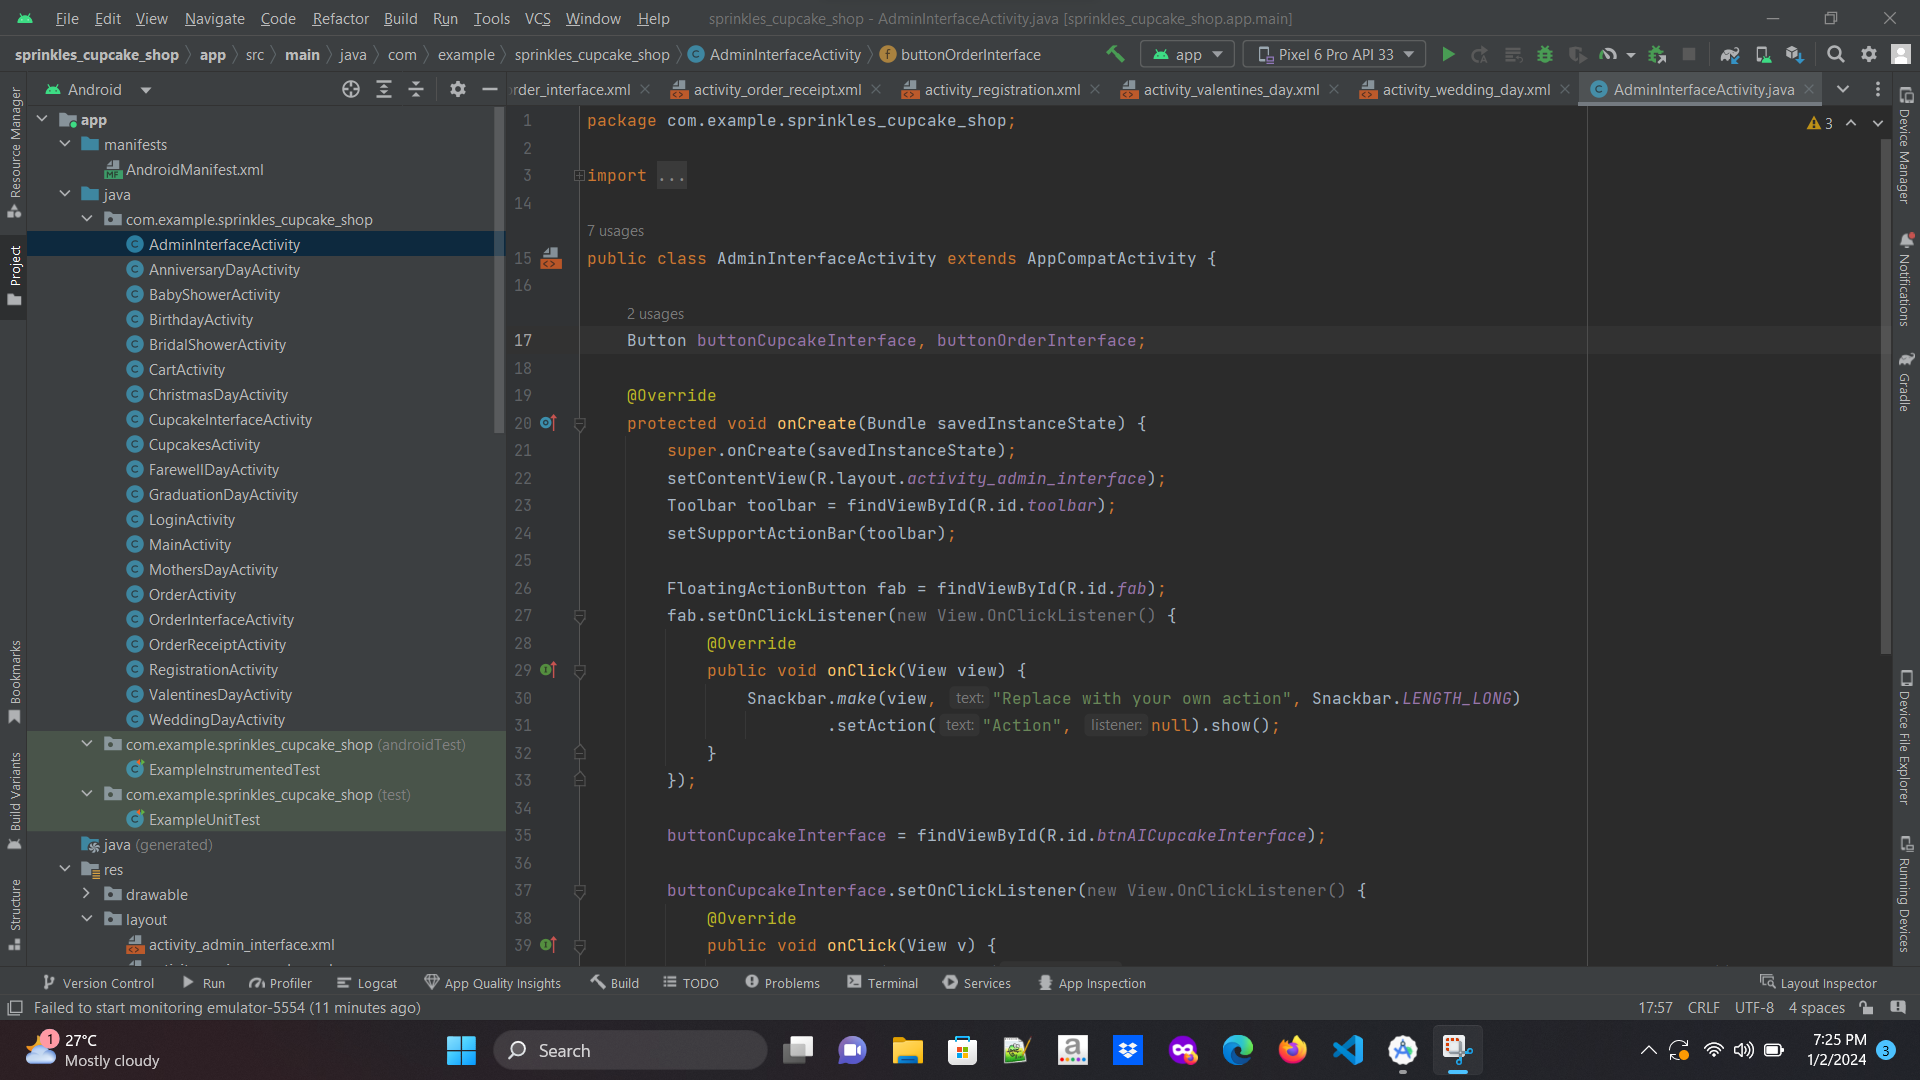 File Edit View Navigate Code Refactor Build Run Tools VCS Window Help sprinkles_cupcake_shop - AdminInterfaceActivity.java [sprinkles_cupcake_shop.app.main]
sprinkles_cupcake_shop app src main java com example sprinkles_cupcake_shop AdminInterfaceActivity buttonOrderInterface app Pixel 6 Pro API 33
Android
order_interface.xml activity_order_receipt.xml activity_registration.xml activity_valentines_day.xml activity_wedding_day.xml AdminInterfaceActivity.java
Resource Manager
Project
Bookmarks
Build Variants
Structure
app
manifests
AndroidManifest.xml
java
com.example.sprinkles_cupcake_shop
AdminInterfaceActivity
AnniversaryDayActivity
BabyShowerActivity
BirthdayActivity
BridalShowerActivity
CartActivity
ChristmasDayActivity
CupcakeInterfaceActivity
CupcakesActivity
FarewellDayActivity
GraduationDayActivity
LoginActivity
MainActivity
MothersDayActivity
OrderActivity
OrderInterfaceActivity
OrderReceiptActivity
RegistrationActivity
ValentinesDayActivity
WeddingDayActivity
com.example.sprinkles_cupcake_shop (androidTest)
ExampleInstrumentedTest
com.example.sprinkles_cupcake_shop (test)
ExampleUnitTest
java (generated)
res
drawable
layout
activity_admin_interface.xml
1 package com.example.sprinkles_cupcake_shop;
2
3 import ...
14
7 usages
15 public class AdminInterfaceActivity extends AppCompatActivity {
16
2 usages
17 Button buttonCupcakeInterface, buttonOrderInterface;
18
19 @Override
20 protected void onCreate(Bundle savedInstanceState) {
21 super.onCreate(savedInstanceState);
22 setContentView(R.layout.activity_admin_interface);
23 Toolbar toolbar = findViewById(R.id.toolbar);
24 setSupportActionBar(toolbar);
25
26 FloatingActionButton fab = findViewById(R.id.fab);
27 fab.setOnClickListener(new View.OnClickListener() {
28 @Override
29 public void onClick(View view) {
30 Snackbar.make(view, text: "Replace with your own action", Snackbar.LENGTH_LONG)
31 .setAction( text: "Action", listener: null).show();
32 }
33 });
34
35 buttonCupcakeInterface = findViewById(R.id.btnAICupcakeInterface);
36
37 buttonCupcakeInterface.setOnClickListener(new View.OnClickListener() {
38 @Override
39 public void onClick(View v) {
3
Device Manager
Notifications
Gradle
Device File Explorer
Running Devices
Version Control Run Profiler Logcat App Quality Insights Build TODO Problems Terminal Services App Inspection Layout Inspector
Failed to start monitoring emulator-5554 (11 minutes ago) 17:57 CRLF UTF-8 4 spaces
1
27°C
Mostly cloudy
Search
7:25 PM
1/2/2024
3